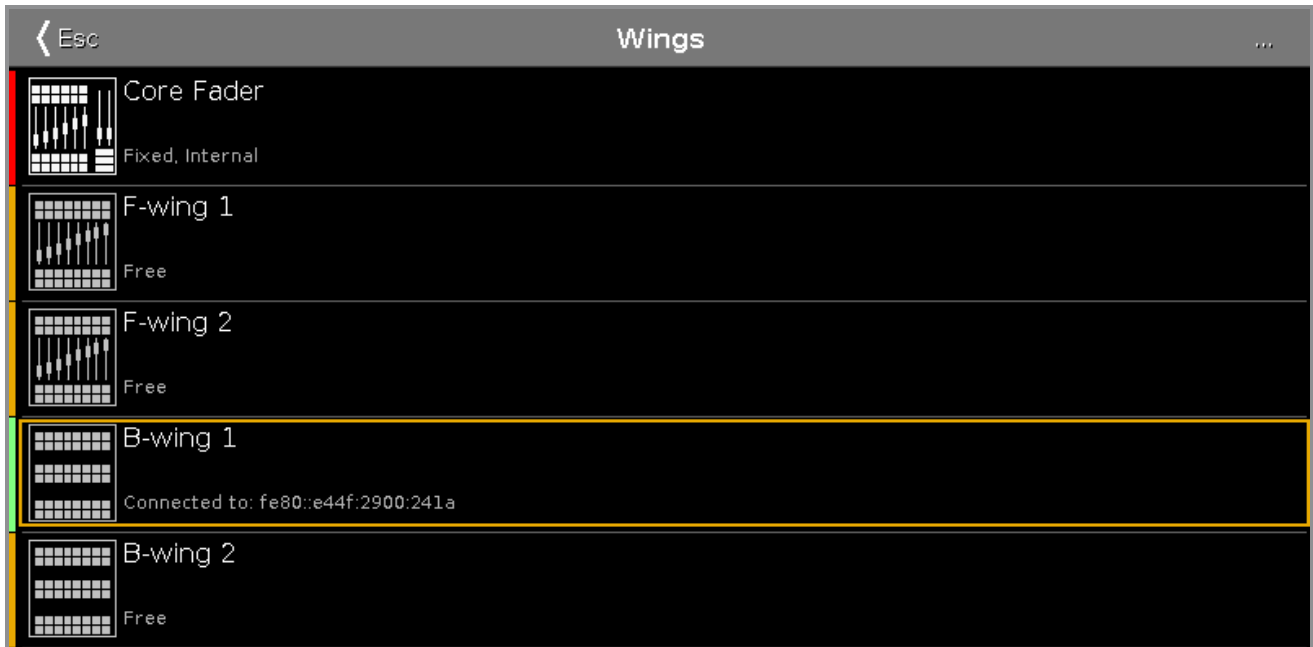 Esc
Wings
...
Core Fader
Fixed, Internal
F-wing 1
Free
F-wing 2
Free
B-wing 1
Connected to: fe80::e44f:2900:241a
B-wing 2
Free